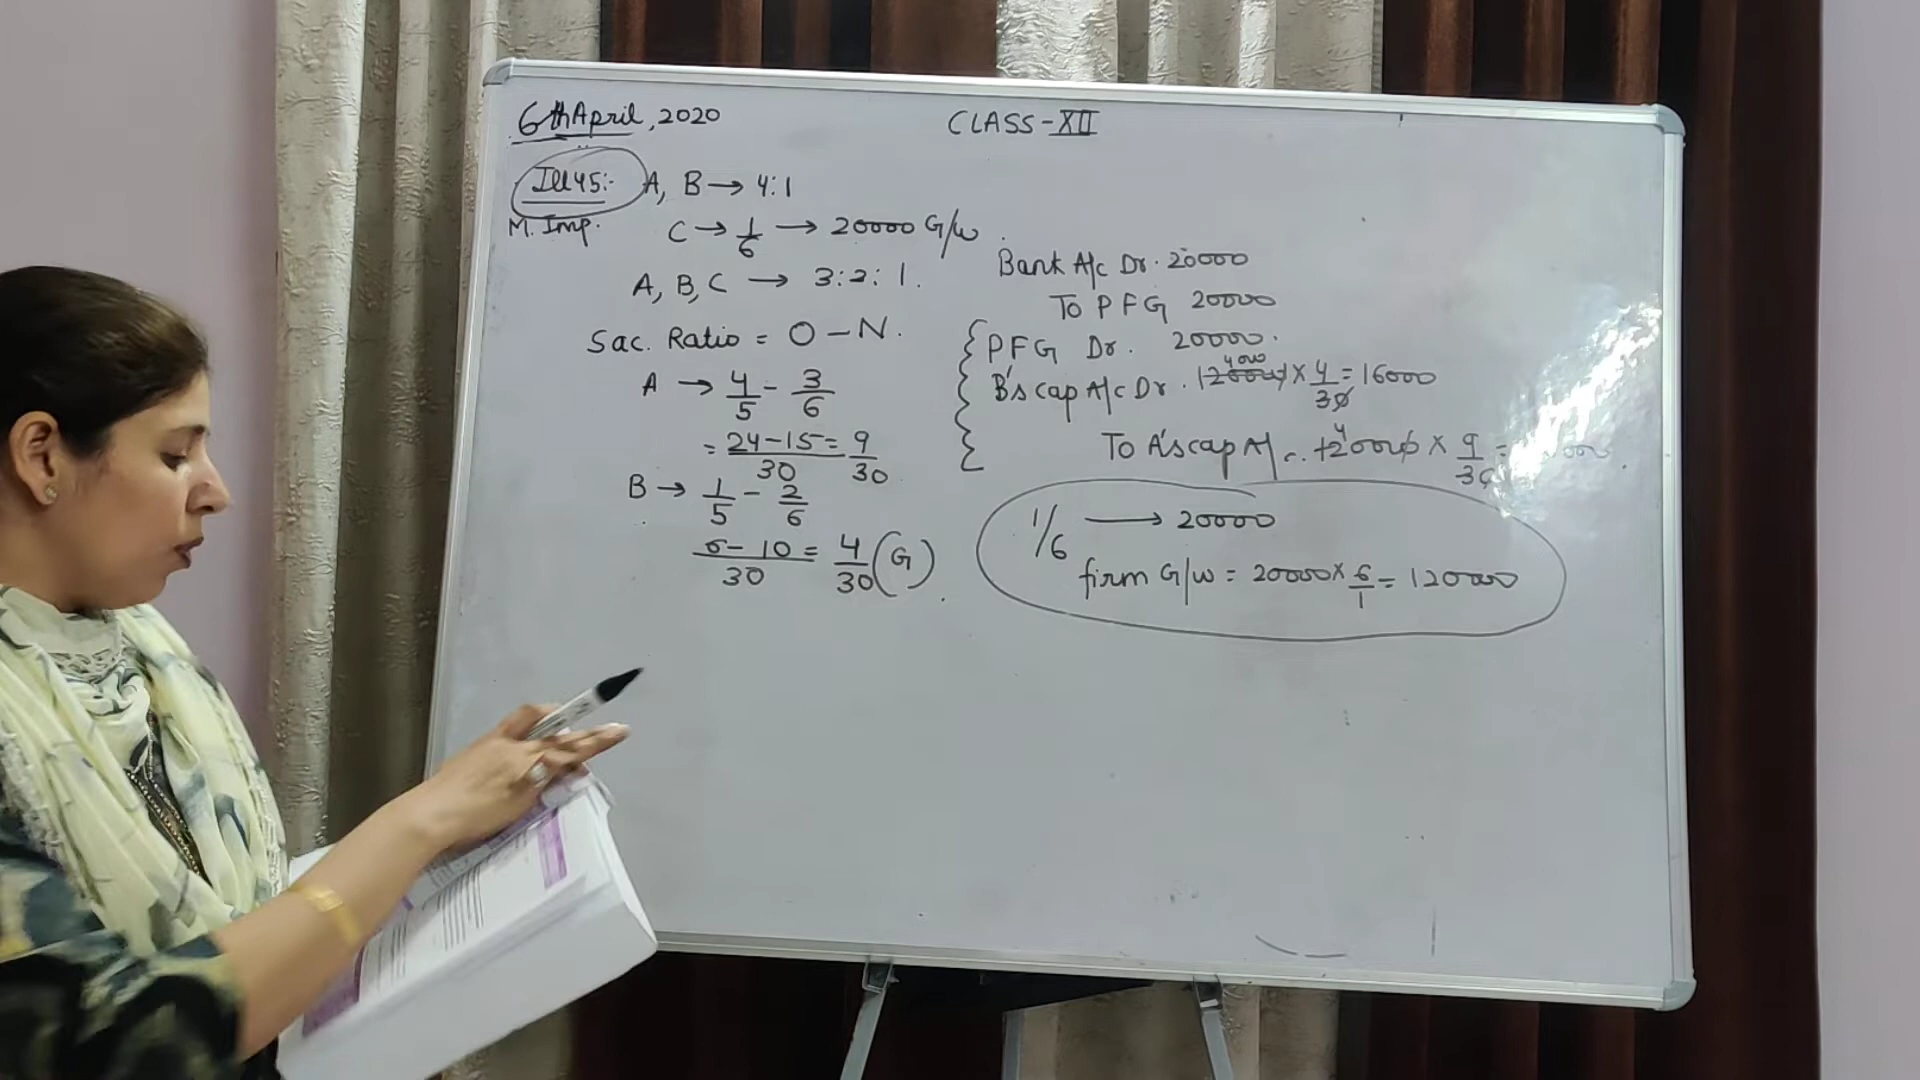 6th April, 2020
CLASS-XII
Ill 45:- A, B → 4:1
M. Imp.
C → 1/6 → 20000 G/w
A, B, C → 3:2:1.
Sac. Ratio = O - N.
A → 4/5 - 3/6
= 24-15/30 = 9/30
B → 1/5 - 2/6
6-10/30 = 4/30 (G)
Bank A/c Dr. 20000
To PFG 20000
PFG Dr. 20000.
B's cap A/c Dr. 120000 4000 × 4/30 = 16000
To A's cap A/c. 120000 4 × 9/30 =
1/6 → 20000
firm G/w = 20000 × 6/1 = 120000